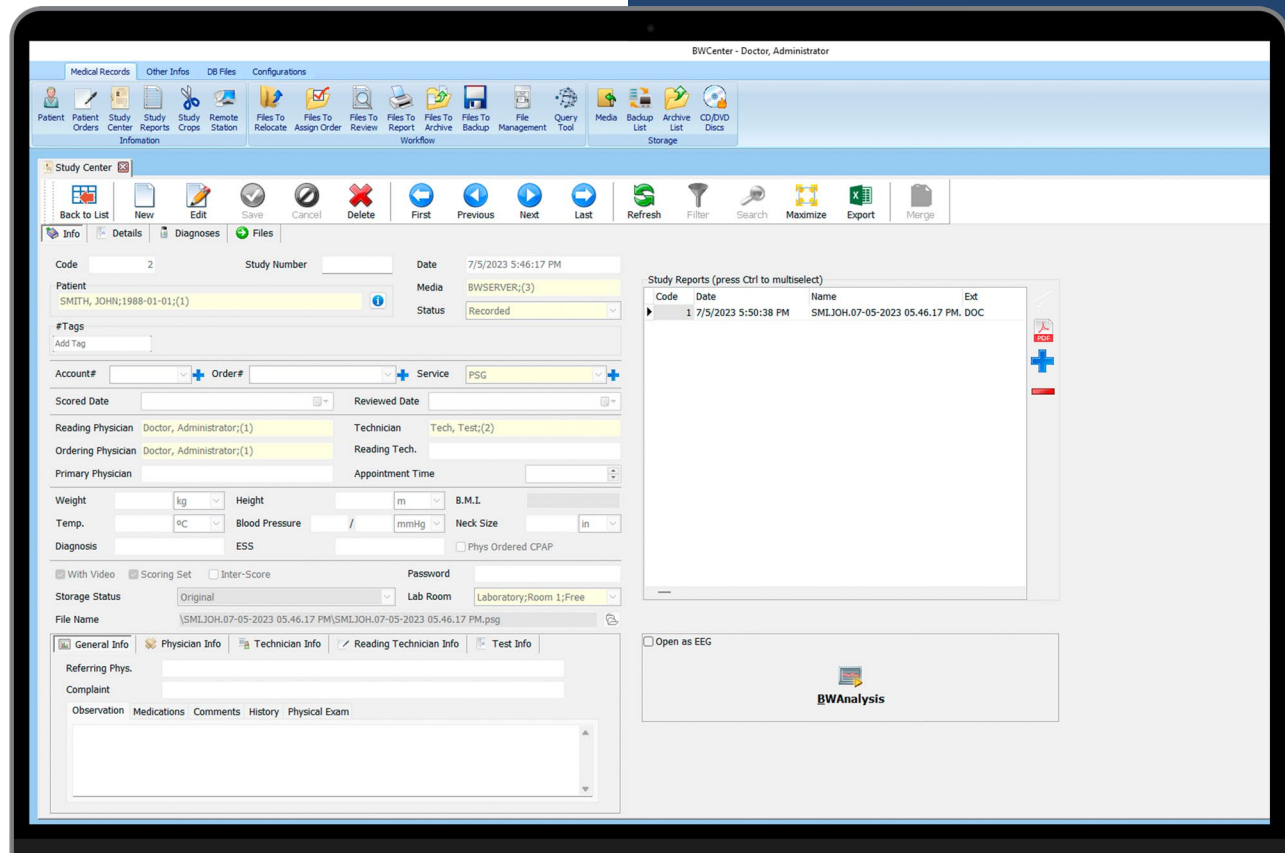 BWCenter - Doctor, Administrator
Medical Records Other Infos DB Files Configurations
Patient Patient Orders Study Center Study Reports Study Crops Remote Station Files To Relocate Files To Assign Order Files To Review Files To Report Files To Archive Files To Backup File Management Query Tool Media Backup List Archive List CD/DVD Discs
Infomation Workflow Storage
Study Center
Back to List New Edit Save Cancel Delete First Previous Next Last Refresh Filter Search Maximize Export Merge
Info Details Diagnoses Files
Code 2 Study Number Date 7/5/2023 5:46:17 PM
Patient
SMITH, JOHN;1988-01-01;(1)
Media BWSERVER;(3)
Status Recorded
#Tags
Add Tag
Account# Order# Service PSG
Scored Date Reviewed Date
Reading Physician Doctor, Administrator;(1) Technician Tech, Test;(2)
Ordering Physician Doctor, Administrator;(1) Reading Tech.
Primary Physician Appointment Time
Weight kg Height m B.M.I.
Temp. ºC Blood Pressure / mmHg Neck Size in
Diagnosis ESS Phys Ordered CPAP
With Video Scoring Set Inter-Score Password
Storage Status Original Lab Room Laboratory;Room 1;Free
File Name \SMI.JOH.07-05-2023 05.46.17 PM\SMI.JOH.07-05-2023 05.46.17 PM.psg
General Info Physician Info Technician Info Reading Technician Info Test Info
Referring Phys.
Complaint
Observation Medications Comments History Physical Exam
Study Reports (press Ctrl to multiselect)
Code Date Name Ext
1 7/5/2023 5:50:38 PM SMI.JOH.07-05-2023 05.46.17 PM. DOC
PDF
Open as EEG
BWAnalysis